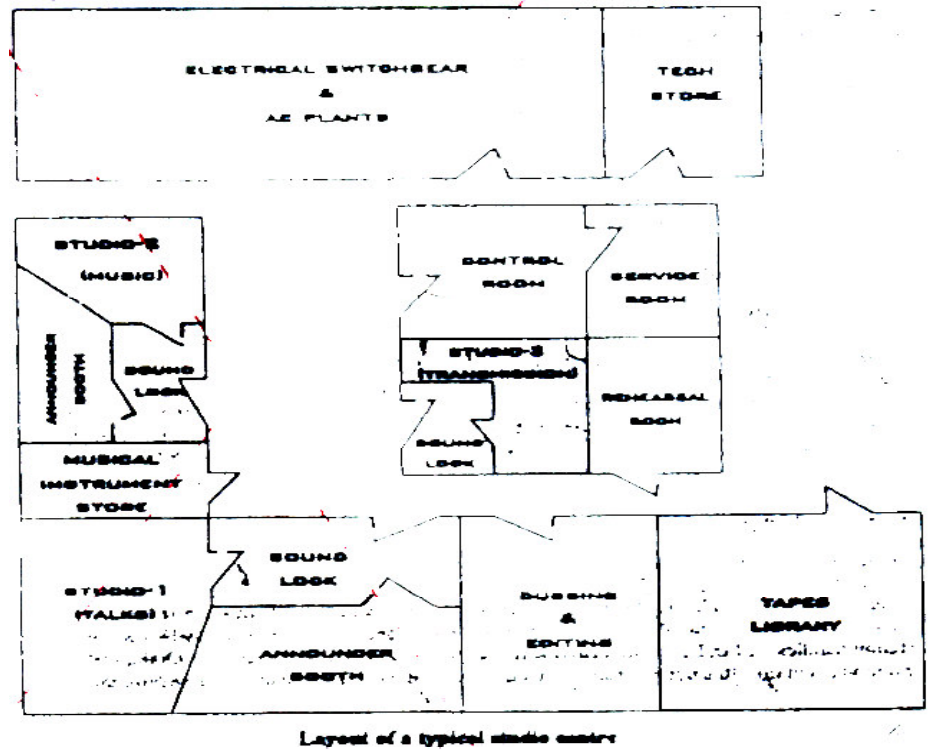 ELECTRICAL SWITCHGEAR
&
AC PLANTS
TECH
STORE
STUDIO-2
(MUSIC)
CONTROL
ROOM
SERVICE
ROOM
ANNOUNCER
BOOTH
SOUND
LOCK
STUDIO-3
(TRANSMISSION)
REHEARSAL
ROOM
SOUND
LOCK
MUSICAL
INSTRUMENT
STORE
SOUND
LOCK
STUDIO-1
(TALKS)
DUBBING
&
EDITING
TAPES
LIBRARY
ANNOUNCER
BOOTH
Layout of a typical studio centre